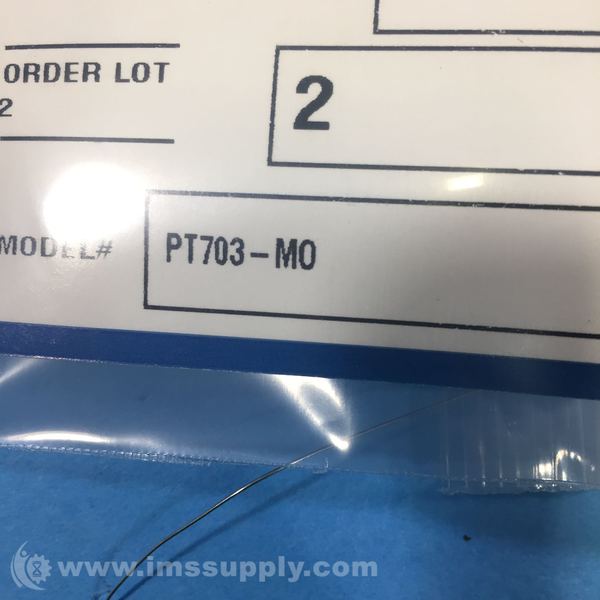 ORDER LOT
2
2
MODEL#
PT703-MO
www.imssupply.com